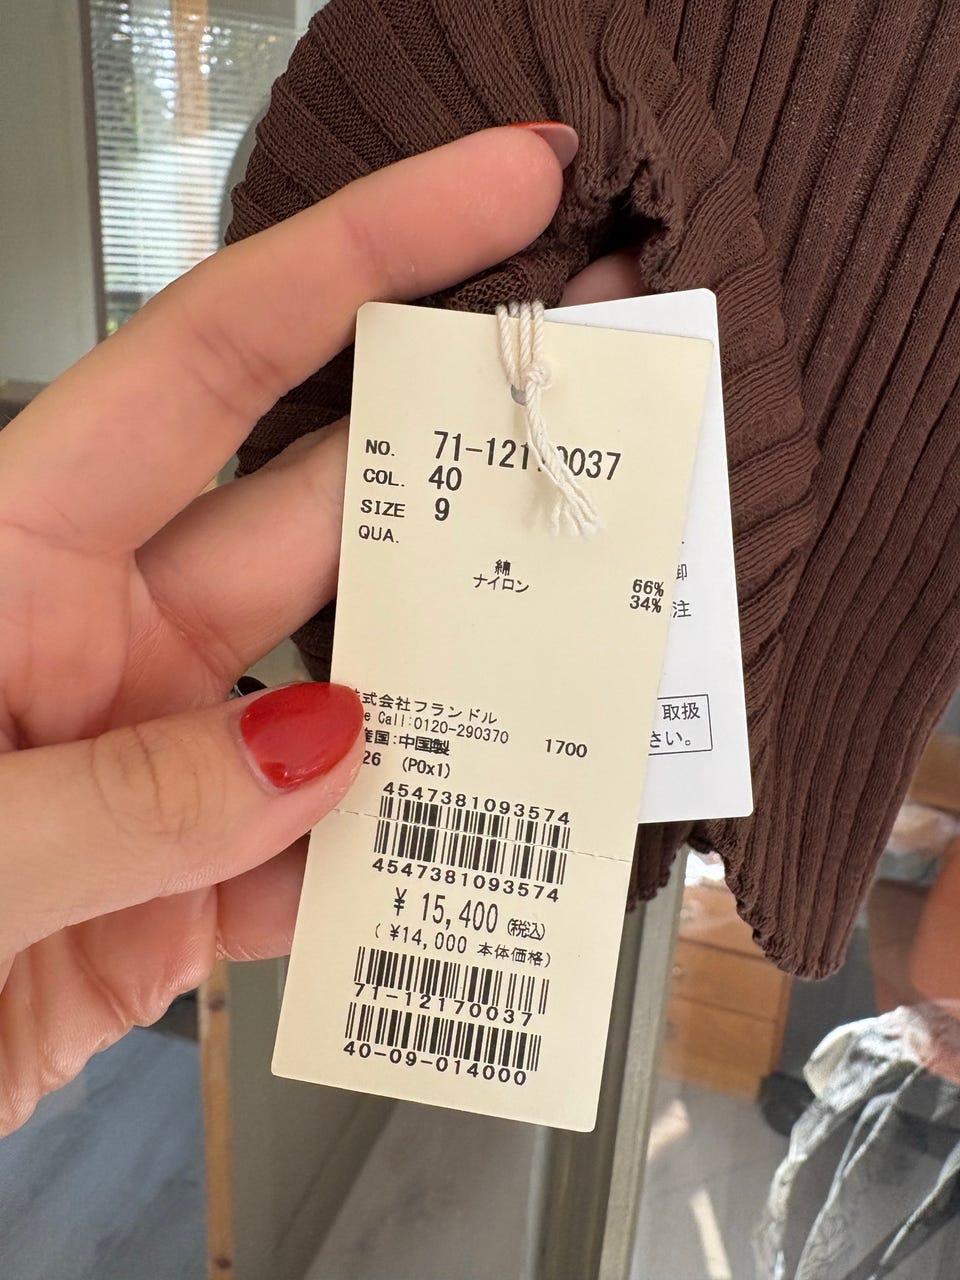 NO. 71-12170037
COL. 40
SIZE 9
QUA.
綿 66%
ナイロン 34%
式会社フランドル
Call:0120-290370
産国:中国製 1700
26 (P0x1)
4547381093574
4547381093574
¥ 15,400 (税込)
( ¥14,000 本体価格)
71-12170037
40-09-014000
卸
注
取扱
さい。